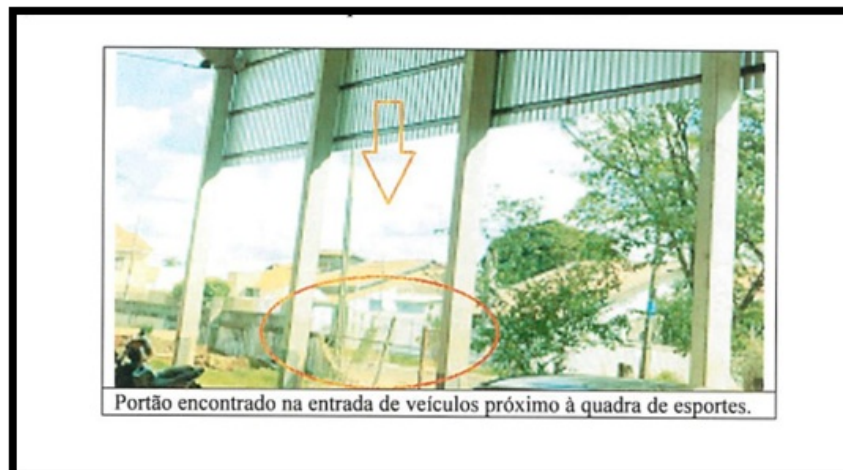 Portão encontrado na entrada de veículos próximo à quadra de esportes.